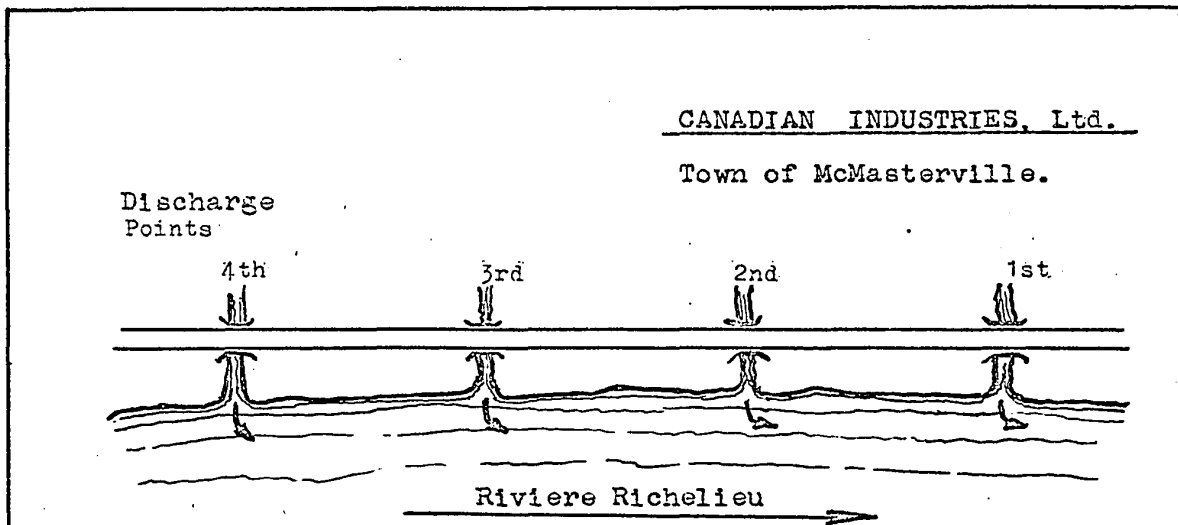 CANADIAN INDUSTRIES, Ltd.
Town of McMasterville.
Discharge
Points
4th 3rd 2nd 1st
Riviere Richelieu